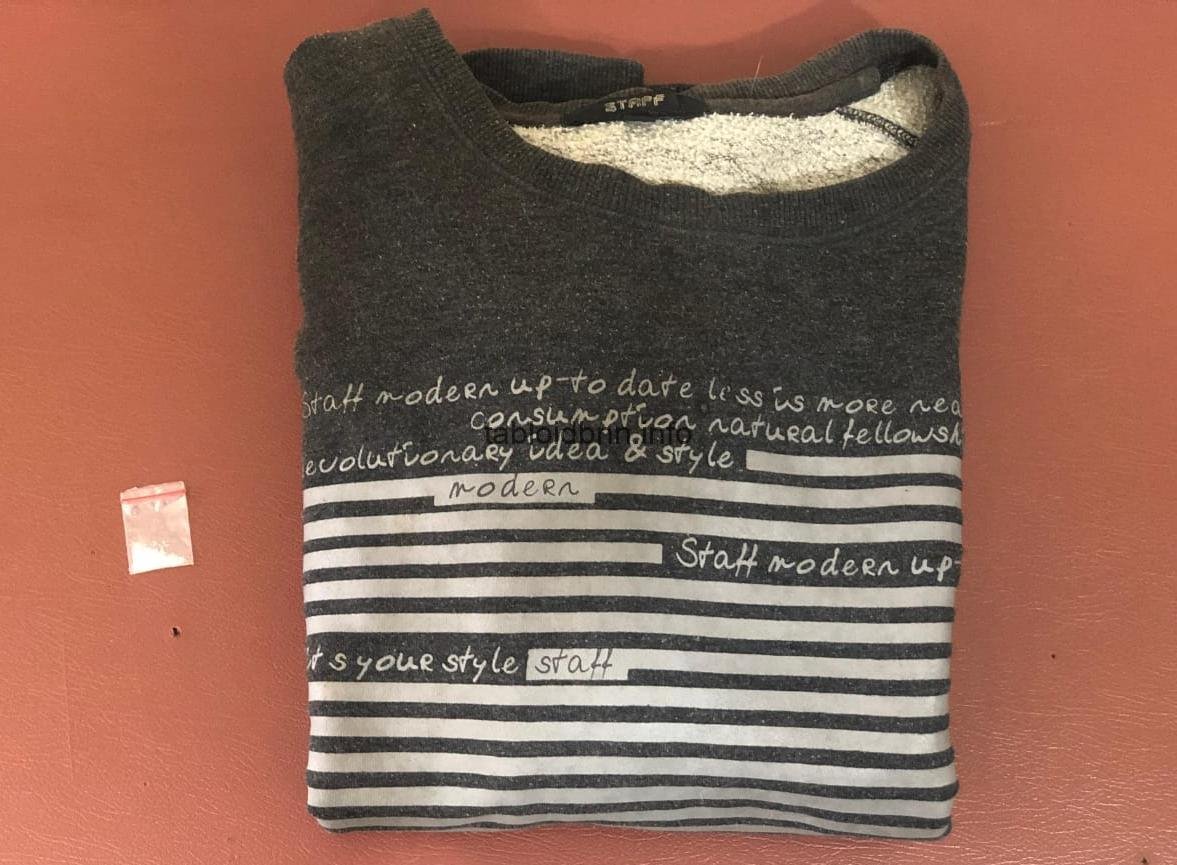 STAFF
Staff modern up-to date less is more nea
consumption natural fellowsh
tabloidbrin.info
evolutionary idea & style
modern
Staff modern up-
t s your style staff